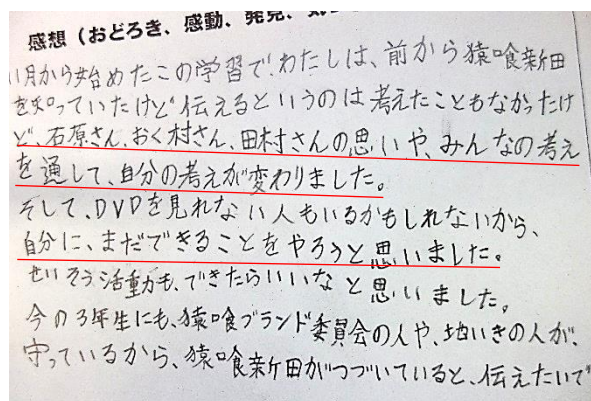 感想（おどろき、感動、発見、
11月から始めたこの学習で、わたしは、前から猿喰新田
を知っていたけど伝えるというのは考えたこともなかったけ
ど、石原さん、おく村さん、田村さんの思いや、みんなの考え
を通して、自分の考えが変わりました。
そして、DVDを見れない人もいるかもしれないから、
自分に、まだできることをやろうと思いました。
せいそう活動も、できたらいいなと思いました。
今の3年生にも、猿喰ブランド委員会の人や、地いきの人が、
守っているから、猿喰新田がつづいていると、伝えたいで